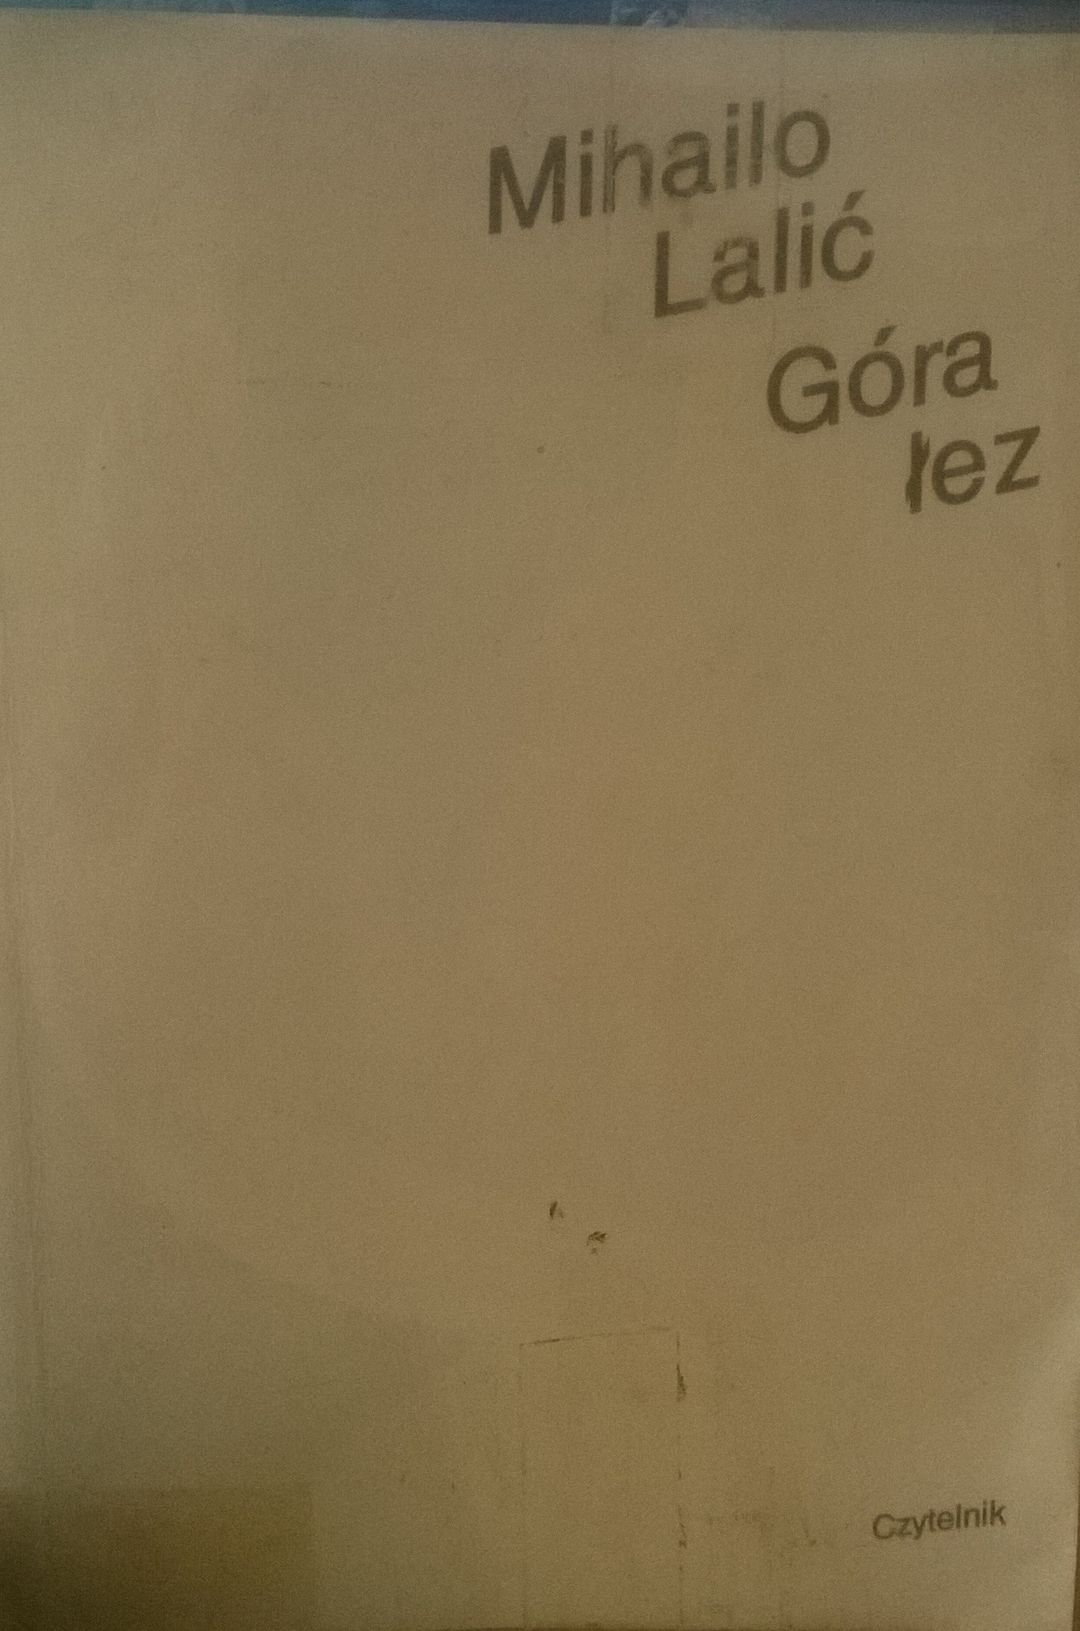 Mihailo
Lalić
Góra
łez
Czytelnik